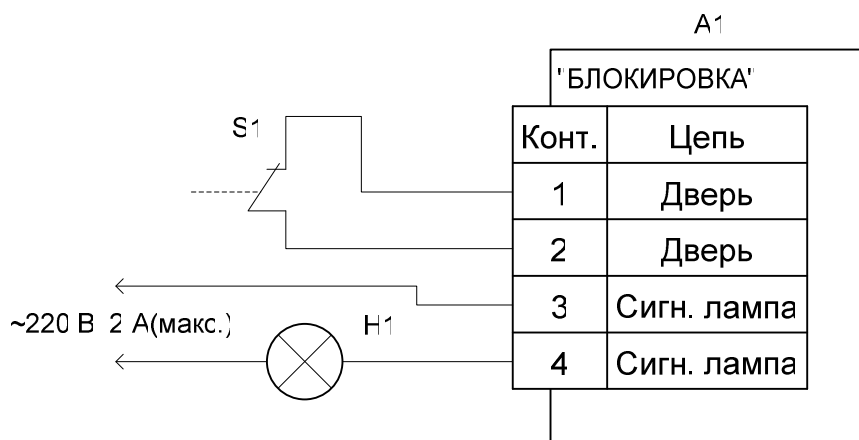 A1
"БЛОКИРОВКА"
S1
Конт. Цепь
1 Дверь
2 Дверь
3 Сигн. лампа
~220 В 2 А(макс.)
H1
4 Сигн. лампа